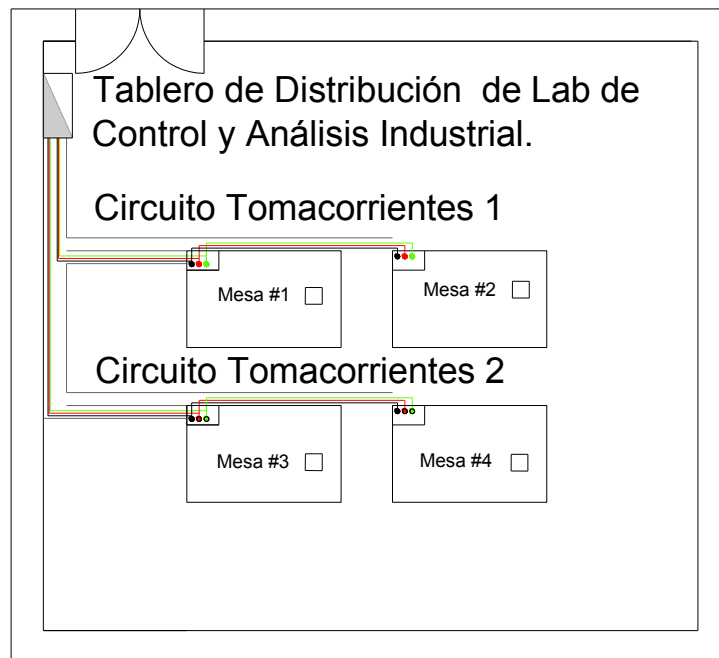 Tablero de Distribución de Lab de
Control y Análisis Industrial.
Circuito Tomacorrientes 1
Mesa #1
Mesa #2
Circuito Tomacorrientes 2
Mesa #3
Mesa #4